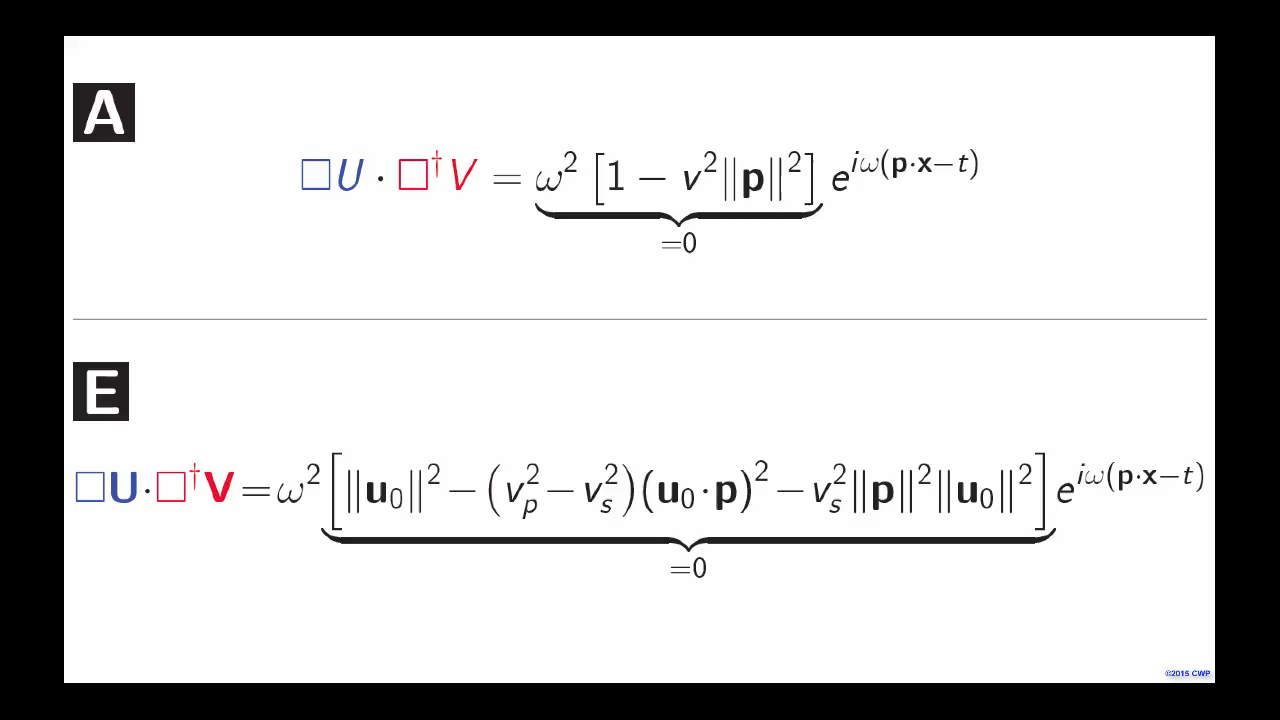 A
□U · □†V = ω² [1 − v²‖p‖²] e^{iω(p·x−t)}
=0
E
□U·□†V=ω²[‖u₀‖²−(v_p²−v_s²)(u₀·p)²−v_s²‖p‖²‖u₀‖²]e^{iω(p·x−t)}
=0
©2015 CWP